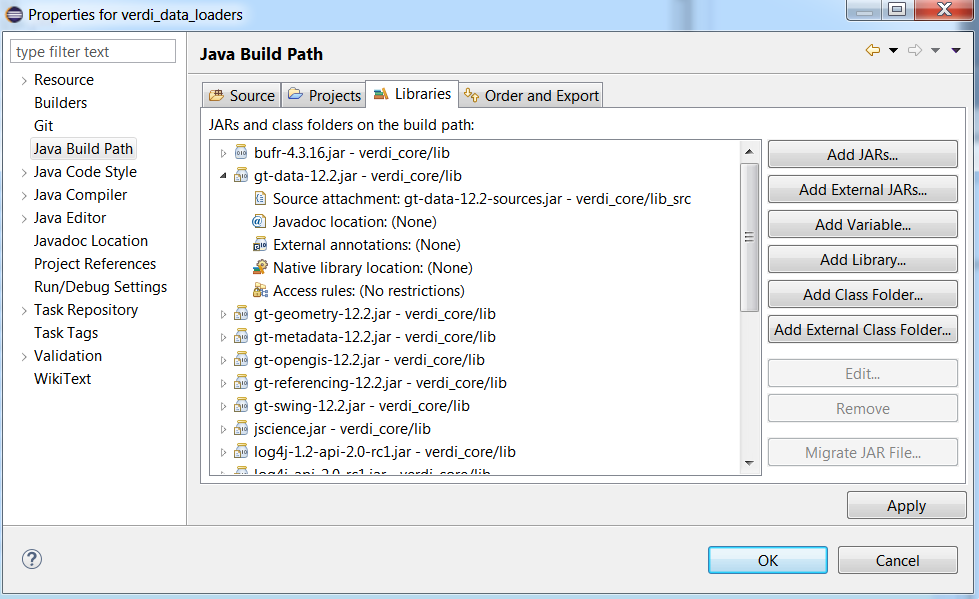 Properties for verdi_data_loaders
type filter text
Resource
Builders
Git
Java Build Path
Java Code Style
Java Compiler
Java Editor
Javadoc Location
Project References
Run/Debug Settings
Task Repository
Task Tags
Validation
WikiText
Java Build Path
Source
Projects
Libraries
Order and Export
JARs and class folders on the build path:
bufr-4.3.16.jar - verdi_core/lib
gt-data-12.2.jar - verdi_core/lib
Source attachment: gt-data-12.2-sources.jar - verdi_core/lib_src
Javadoc location: (None)
External annotations: (None)
Native library location: (None)
Access rules: (No restrictions)
gt-geometry-12.2.jar - verdi_core/lib
gt-metadata-12.2.jar - verdi_core/lib
gt-opengis-12.2.jar - verdi_core/lib
gt-referencing-12.2.jar - verdi_core/lib
gt-swing-12.2.jar - verdi_core/lib
jscience.jar - verdi_core/lib
log4j-1.2-api-2.0-rc1.jar - verdi_core/lib
log4j-api-2.0-rc1.jar - verdi_core/lib
Add JARs...
Add External JARs...
Add Variable...
Add Library...
Add Class Folder...
Add External Class Folder...
Edit...
Remove
Migrate JAR File...
Apply
OK
Cancel